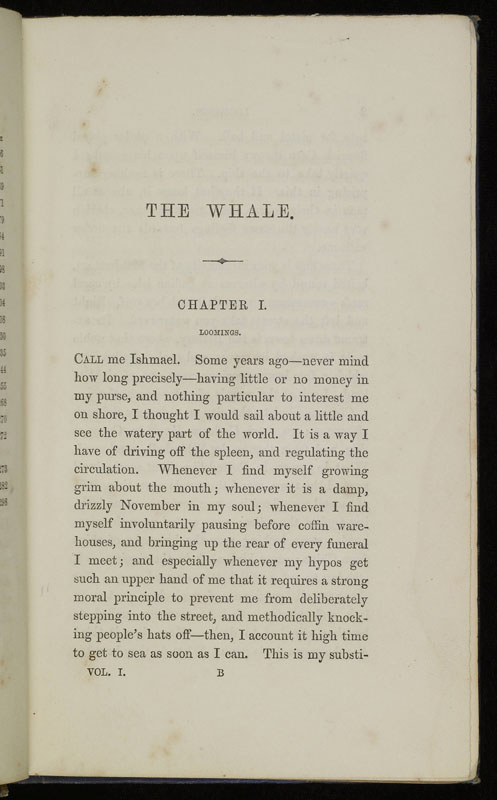 THE WHALE.
CHAPTER I.
LOOMINGS.
CALL me Ishmael. Some years ago—never mind
how long precisely—having little or no money in
my purse, and nothing particular to interest me
on shore, I thought I would sail about a little and
see the watery part of the world. It is a way I
have of driving off the spleen, and regulating the
circulation. Whenever I find myself growing
grim about the mouth; whenever it is a damp,
drizzly November in my soul; whenever I find
myself involuntarily pausing before coffin ware-
houses, and bringing up the rear of every funeral
I meet; and especially whenever my hypos get
such an upper hand of me that it requires a strong
moral principle to prevent me from deliberately
stepping into the street, and methodically knock-
ing people's hats off—then, I account it high time
to get to sea as soon as I can. This is my substi-
VOL. I. B